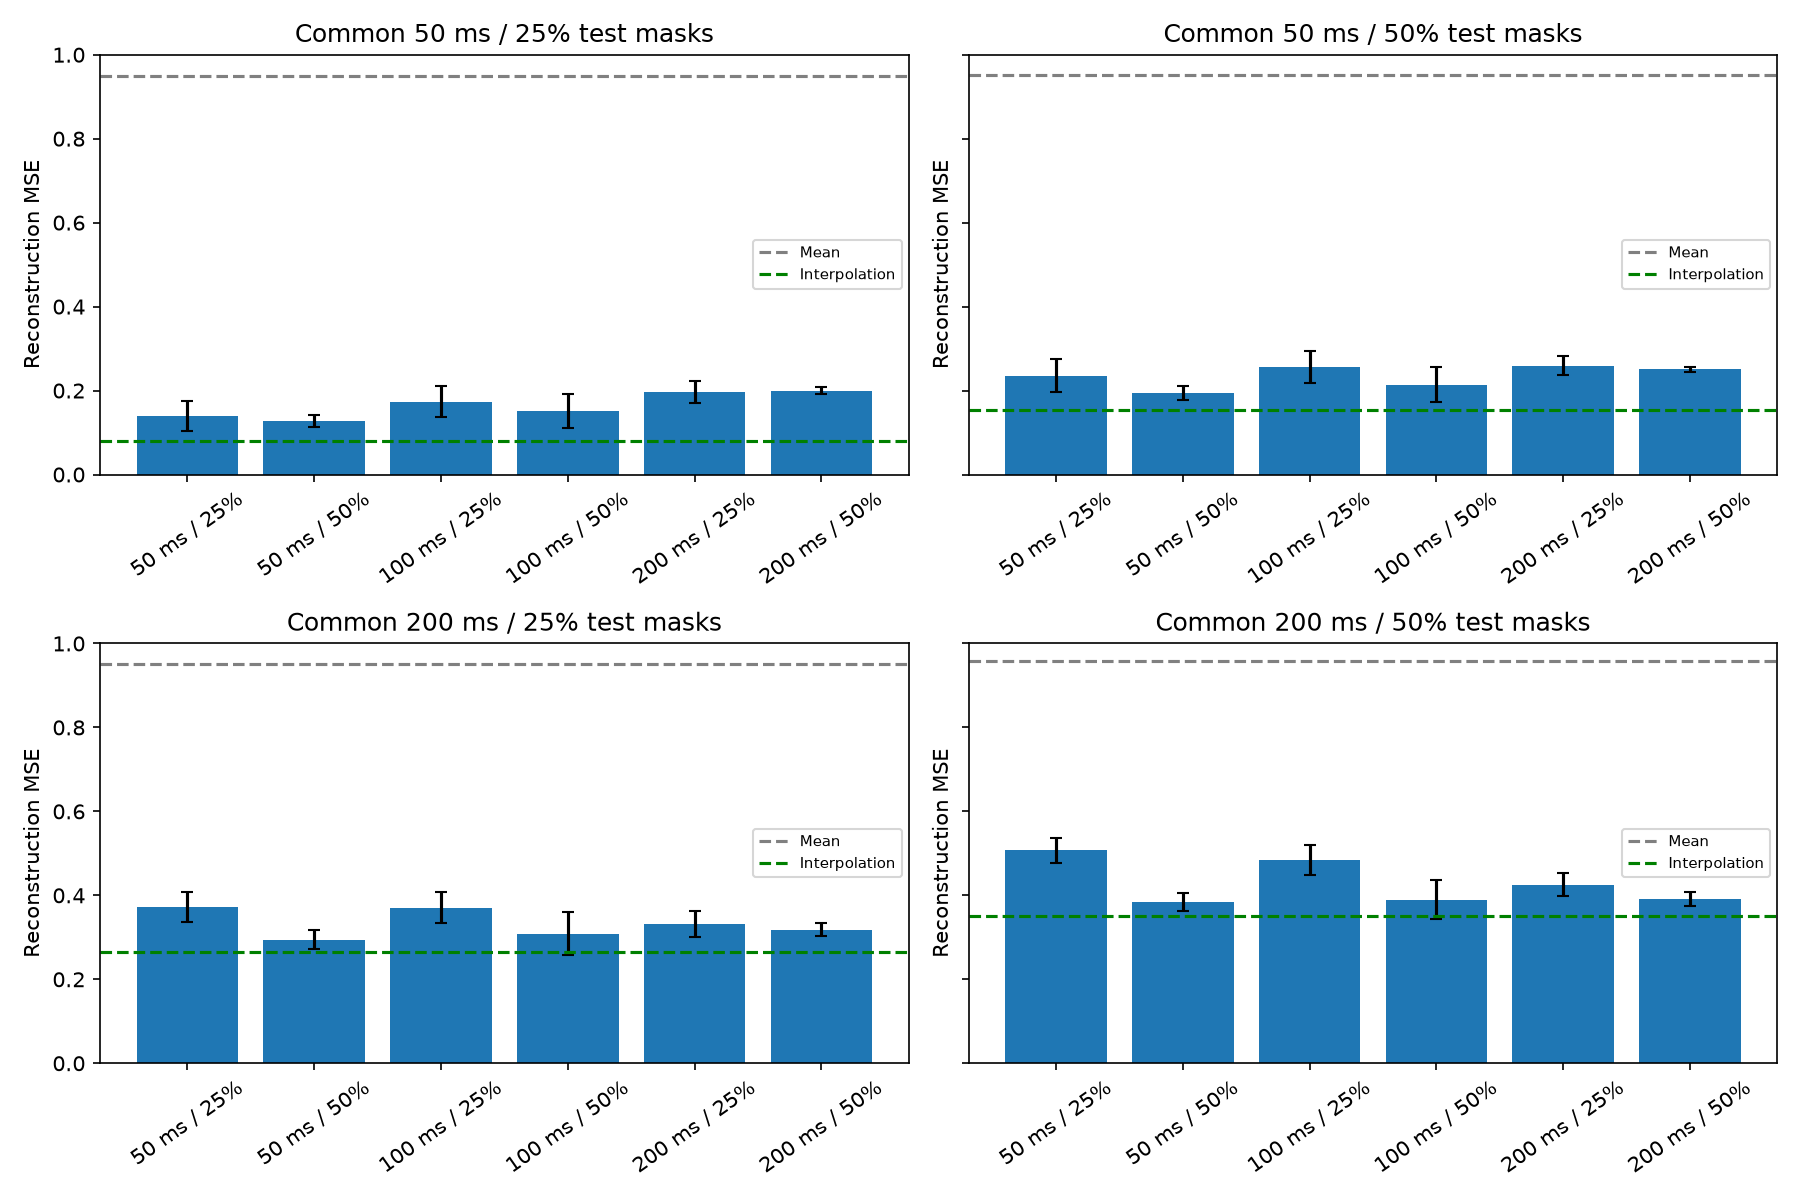 Common 50 ms / 25% test masks
Reconstruction MSE
1.0
0.8
0.6
0.4
0.2
0.0
Mean
Interpolation
50 ms / 25%
50 ms / 50%
100 ms / 25%
100 ms / 50%
200 ms / 25%
200 ms / 50%
Common 50 ms / 50% test masks
Reconstruction MSE
Mean
Interpolation
50 ms / 25%
50 ms / 50%
100 ms / 25%
100 ms / 50%
200 ms / 25%
200 ms / 50%
Common 200 ms / 25% test masks
Reconstruction MSE
1.0
0.8
0.6
0.4
0.2
0.0
Mean
Interpolation
50 ms / 25%
50 ms / 50%
100 ms / 25%
100 ms / 50%
200 ms / 25%
200 ms / 50%
Common 200 ms / 50% test masks
Reconstruction MSE
Mean
Interpolation
50 ms / 25%
50 ms / 50%
100 ms / 25%
100 ms / 50%
200 ms / 25%
200 ms / 50%